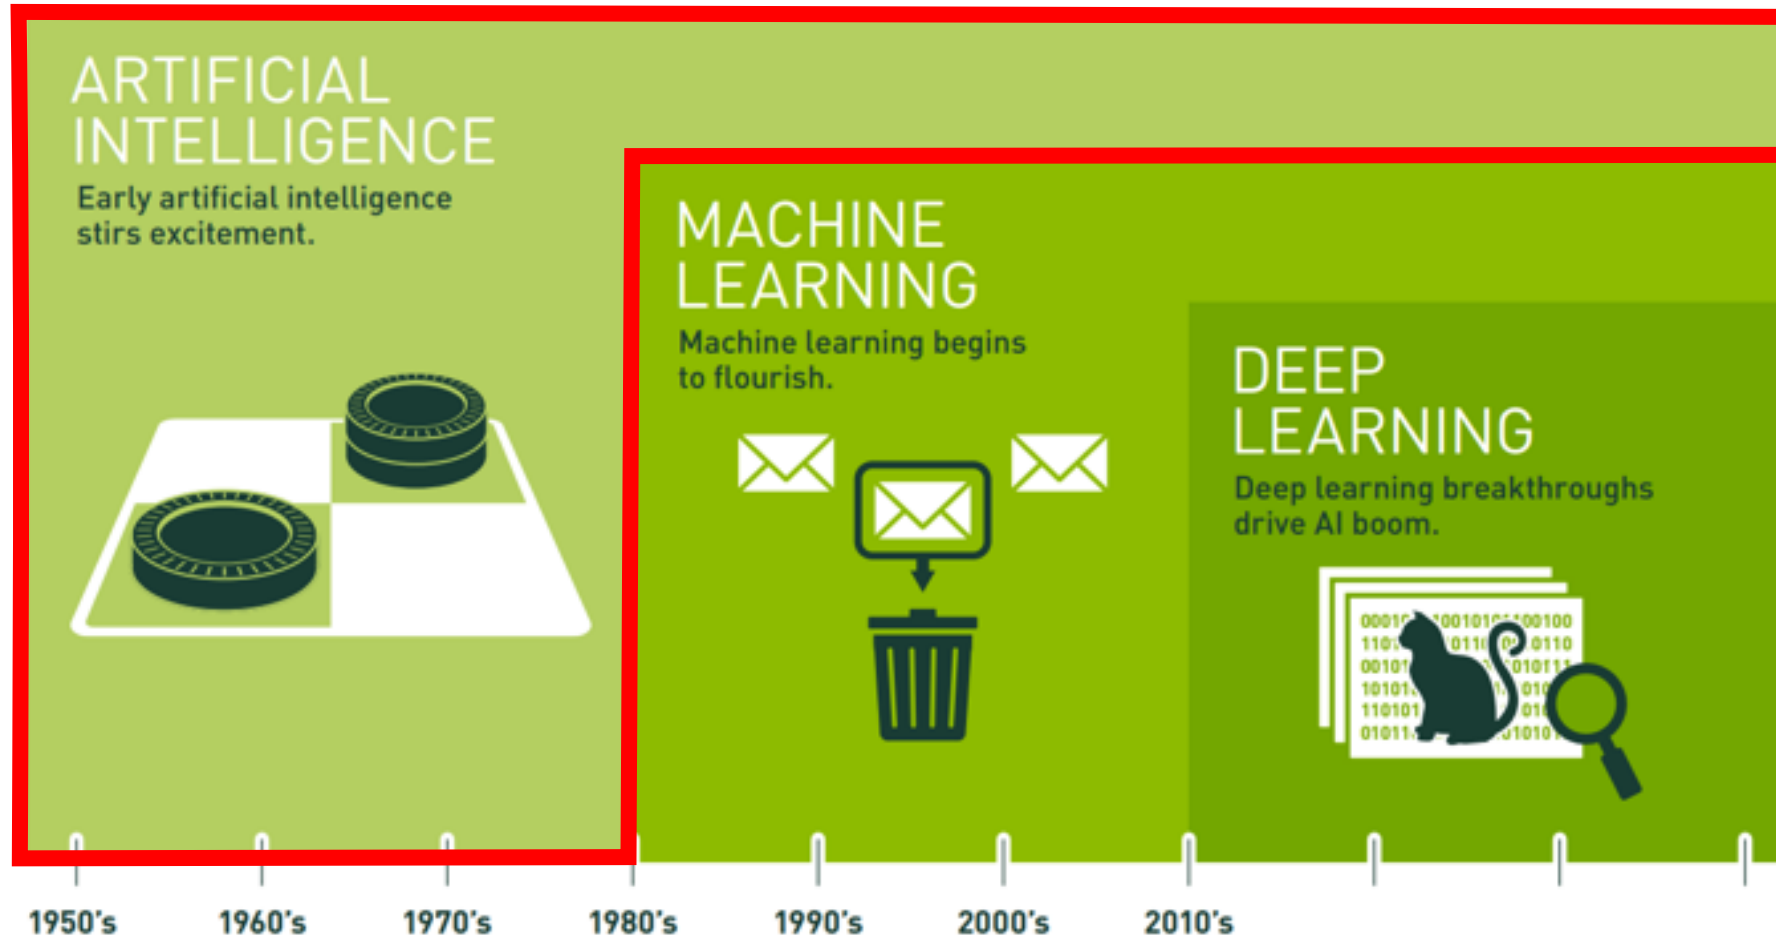 ARTIFICIAL
INTELLIGENCE
Early artificial intelligence
stirs excitement.
MACHINE
LEARNING
Machine learning begins
to flourish.
DEEP
LEARNING
Deep learning breakthroughs
drive AI boom.
1950's 1960's 1970's 1980's 1990's 2000's 2010's